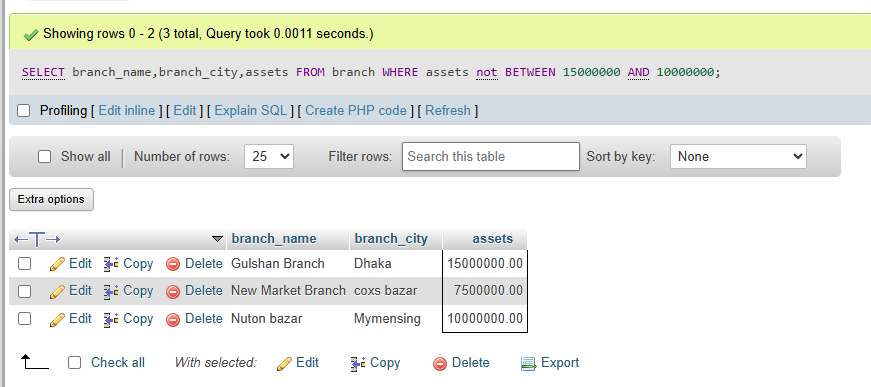 Showing rows 0 - 2 (3 total, Query took 0.0011 seconds.)
SELECT branch_name,branch_city,assets FROM branch WHERE assets not BETWEEN 15000000 AND 10000000;
Profiling [ Edit inline ] [ Edit ] [ Explain SQL ] [ Create PHP code ] [ Refresh ]
Show all Number of rows: 25 Filter rows: Search this table Sort by key: None
Extra options
branch_name branch_city assets
Edit Copy Delete Gulshan Branch Dhaka 15000000.00
Edit Copy Delete New Market Branch coxs bazar 7500000.00
Edit Copy Delete Nuton bazar Mymensing 10000000.00
Check all With selected: Edit Copy Delete Export